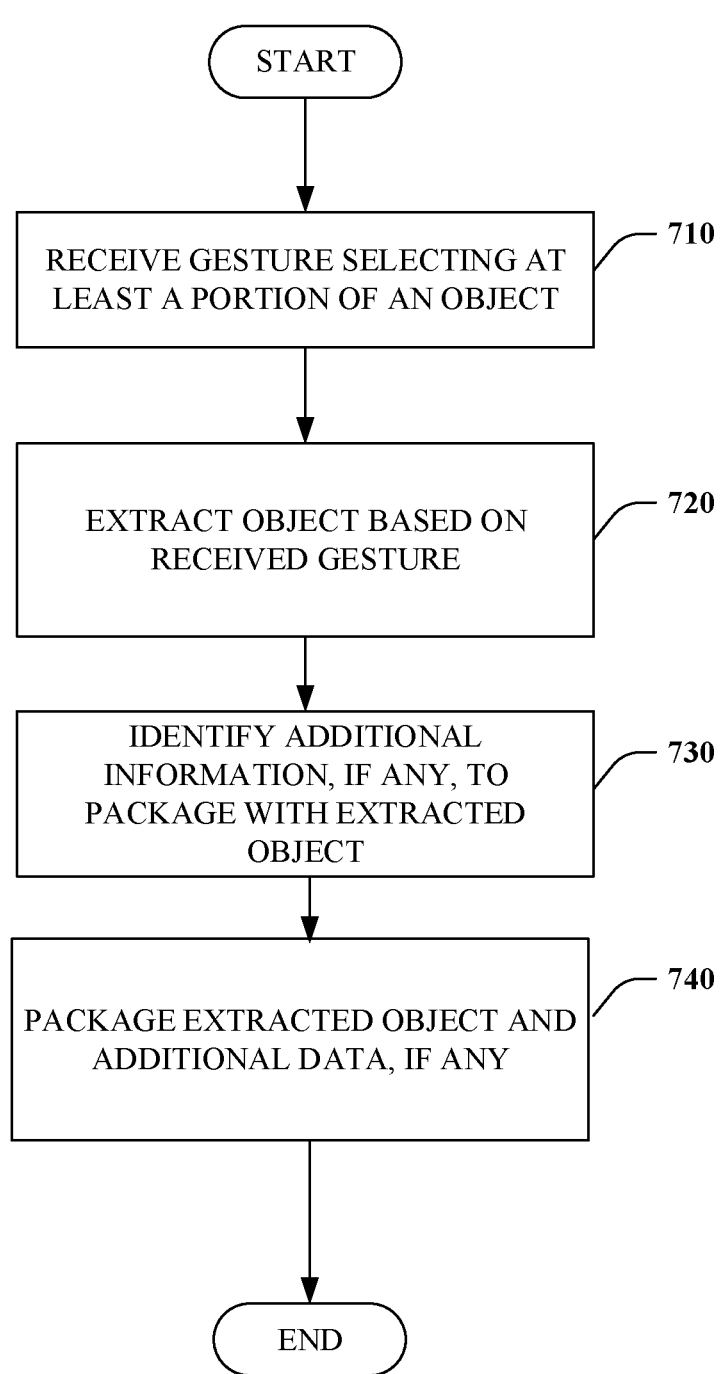 START
RECEIVE GESTURE SELECTING AT
LEAST A PORTION OF AN OBJECT
710
EXTRACT OBJECT BASED ON
RECEIVED GESTURE
720
IDENTIFY ADDITIONAL
INFORMATION, IF ANY, TO
PACKAGE WITH EXTRACTED
OBJECT
730
PACKAGE EXTRACTED OBJECT AND
ADDITIONAL DATA, IF ANY
740
END